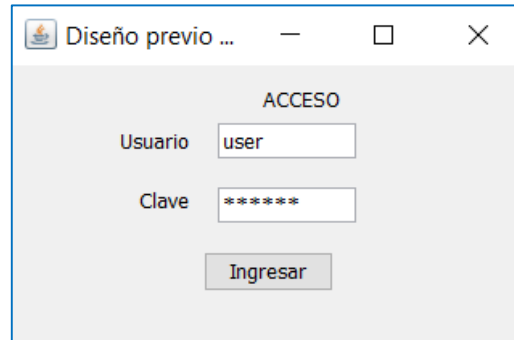 Diseño previo ...
ACCESO
Usuario user
Clave ******
Ingresar